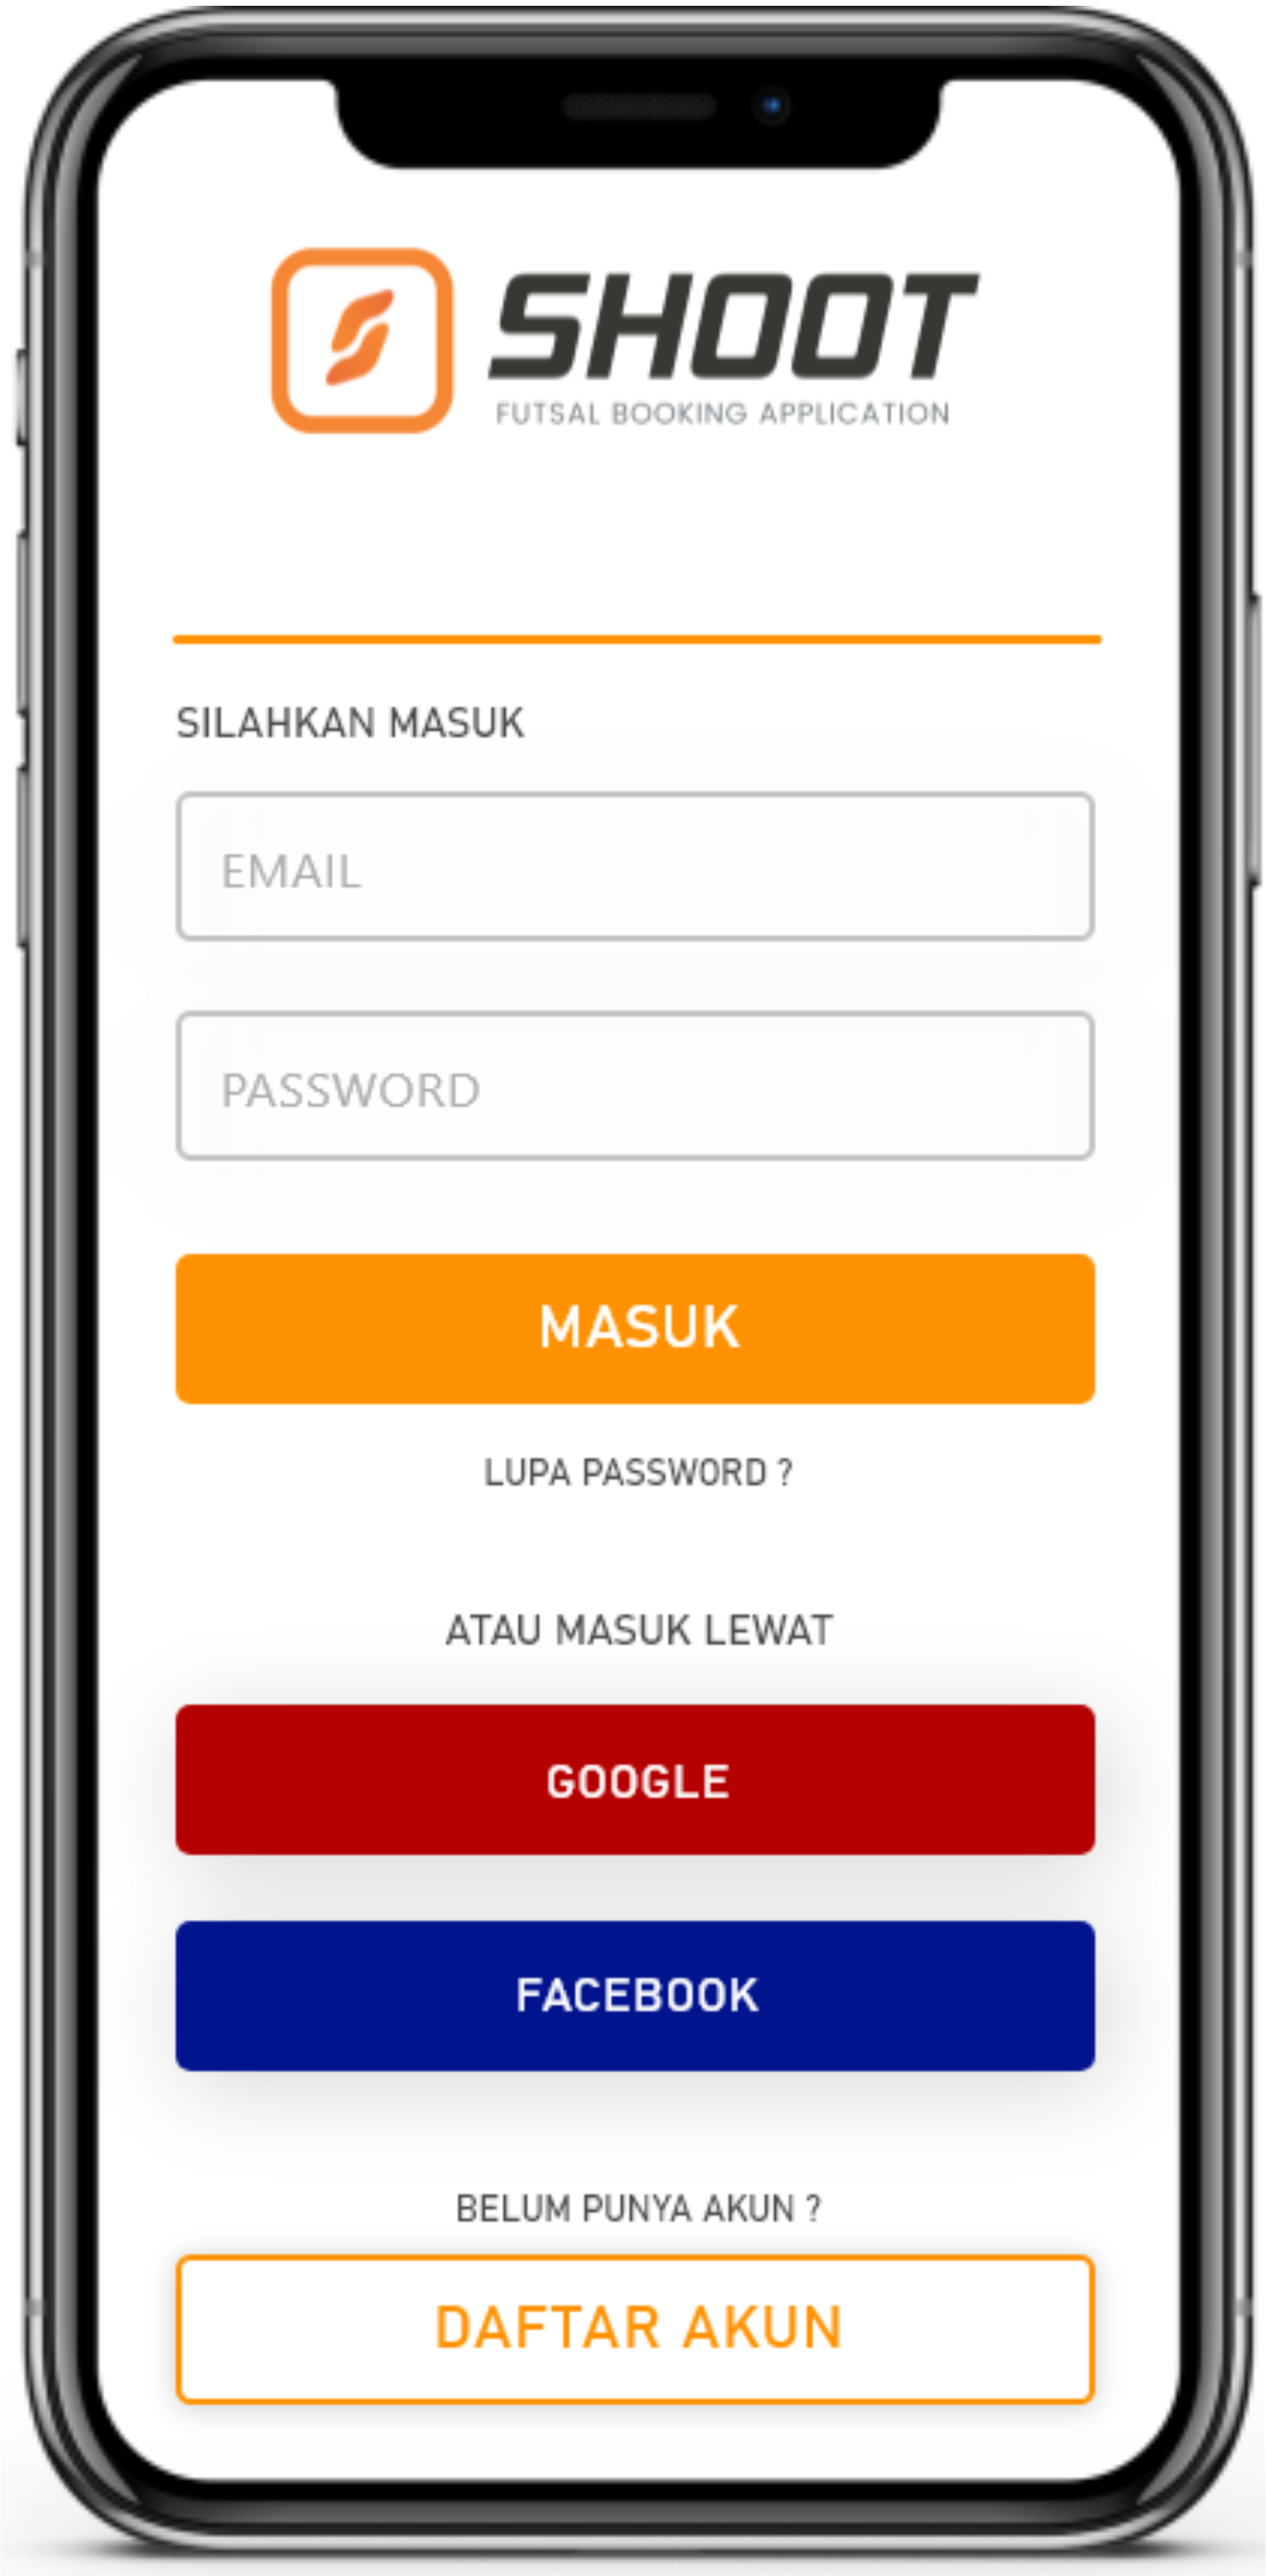 SHOOT
FUTSAL BOOKING APPLICATION
SILAHKAN MASUK
EMAIL
PASSWORD
MASUK
LUPA PASSWORD ?
ATAU MASUK LEWAT
GOOGLE
FACEBOOK
BELUM PUNYA AKUN ?
DAFTAR AKUN